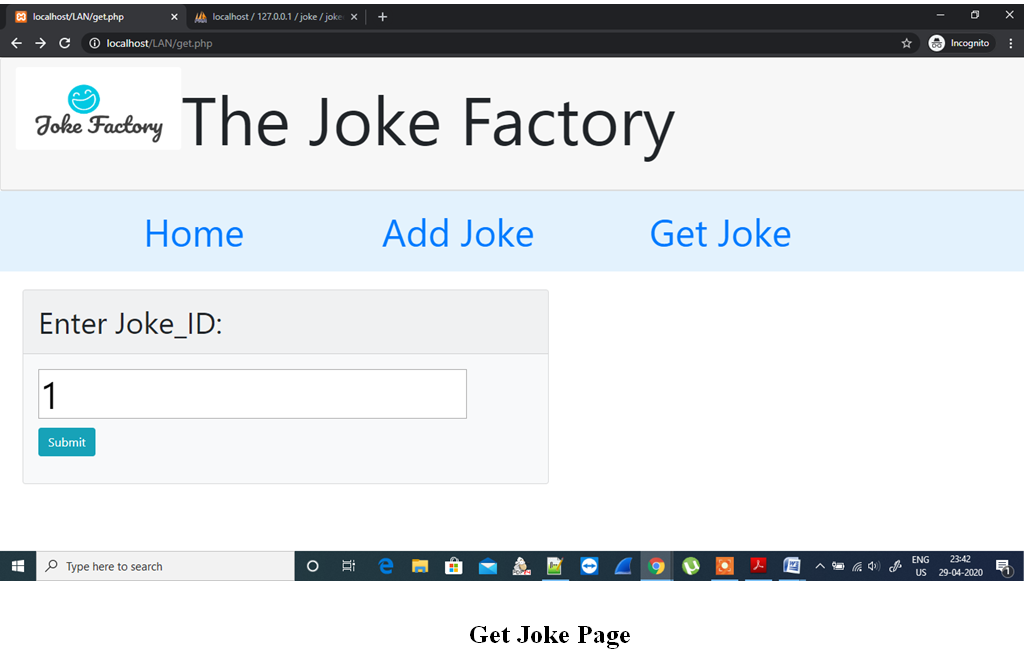 localhost/LAN/get.php
localhost / 127.0.0.1 / joke / joke
localhost/LAN/get.php
Incognito
Joke Factory
The Joke Factory
Home Add Joke Get Joke
Enter Joke_ID:
1
Submit
Type here to search
ENG
US
23:42
29-04-2020
1
Get Joke Page